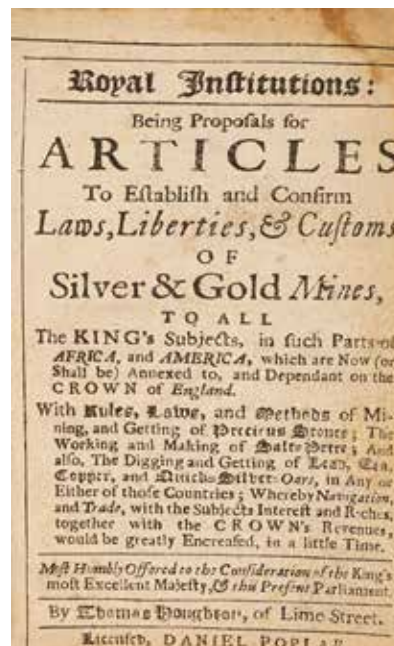 Royal Inſtitutions:
Being Propoſals for
ARTICLES
To Eſtabliſh and Confirm
Laws, Liberties, & Cuſtoms
OF
Silver & Gold Mines,
TO ALL
The KING's Subjects, in ſuch Parts of
AFRICA, and AMERICA, which are Now (or
Shall be) Annexed to, and Dependant on the
CROWN of England.
With Rules, Laws, and Methods of Mi-
ning, and Getting of Precious Stones; The
Working and Making of Salt-Petre; And
alſo, The Digging and Getting of Lead, Tin,
Copper, and Quick-Silver-Oars, in Any or
Either of thoſe Countries; Whereby Navigation,
and Trade, with the Subjects Intereſt and Riches,
together with the CROWN's Revenues,
would be greatly Encreaſed, in a little Time.
Moſt Humbly Offered to the Conſideration of the King's
moſt Excellent Majeſty, & this Preſent Parliament.
By Thomas Houghton, of Lime Street.
Licenſed, DANIEL POPLAR